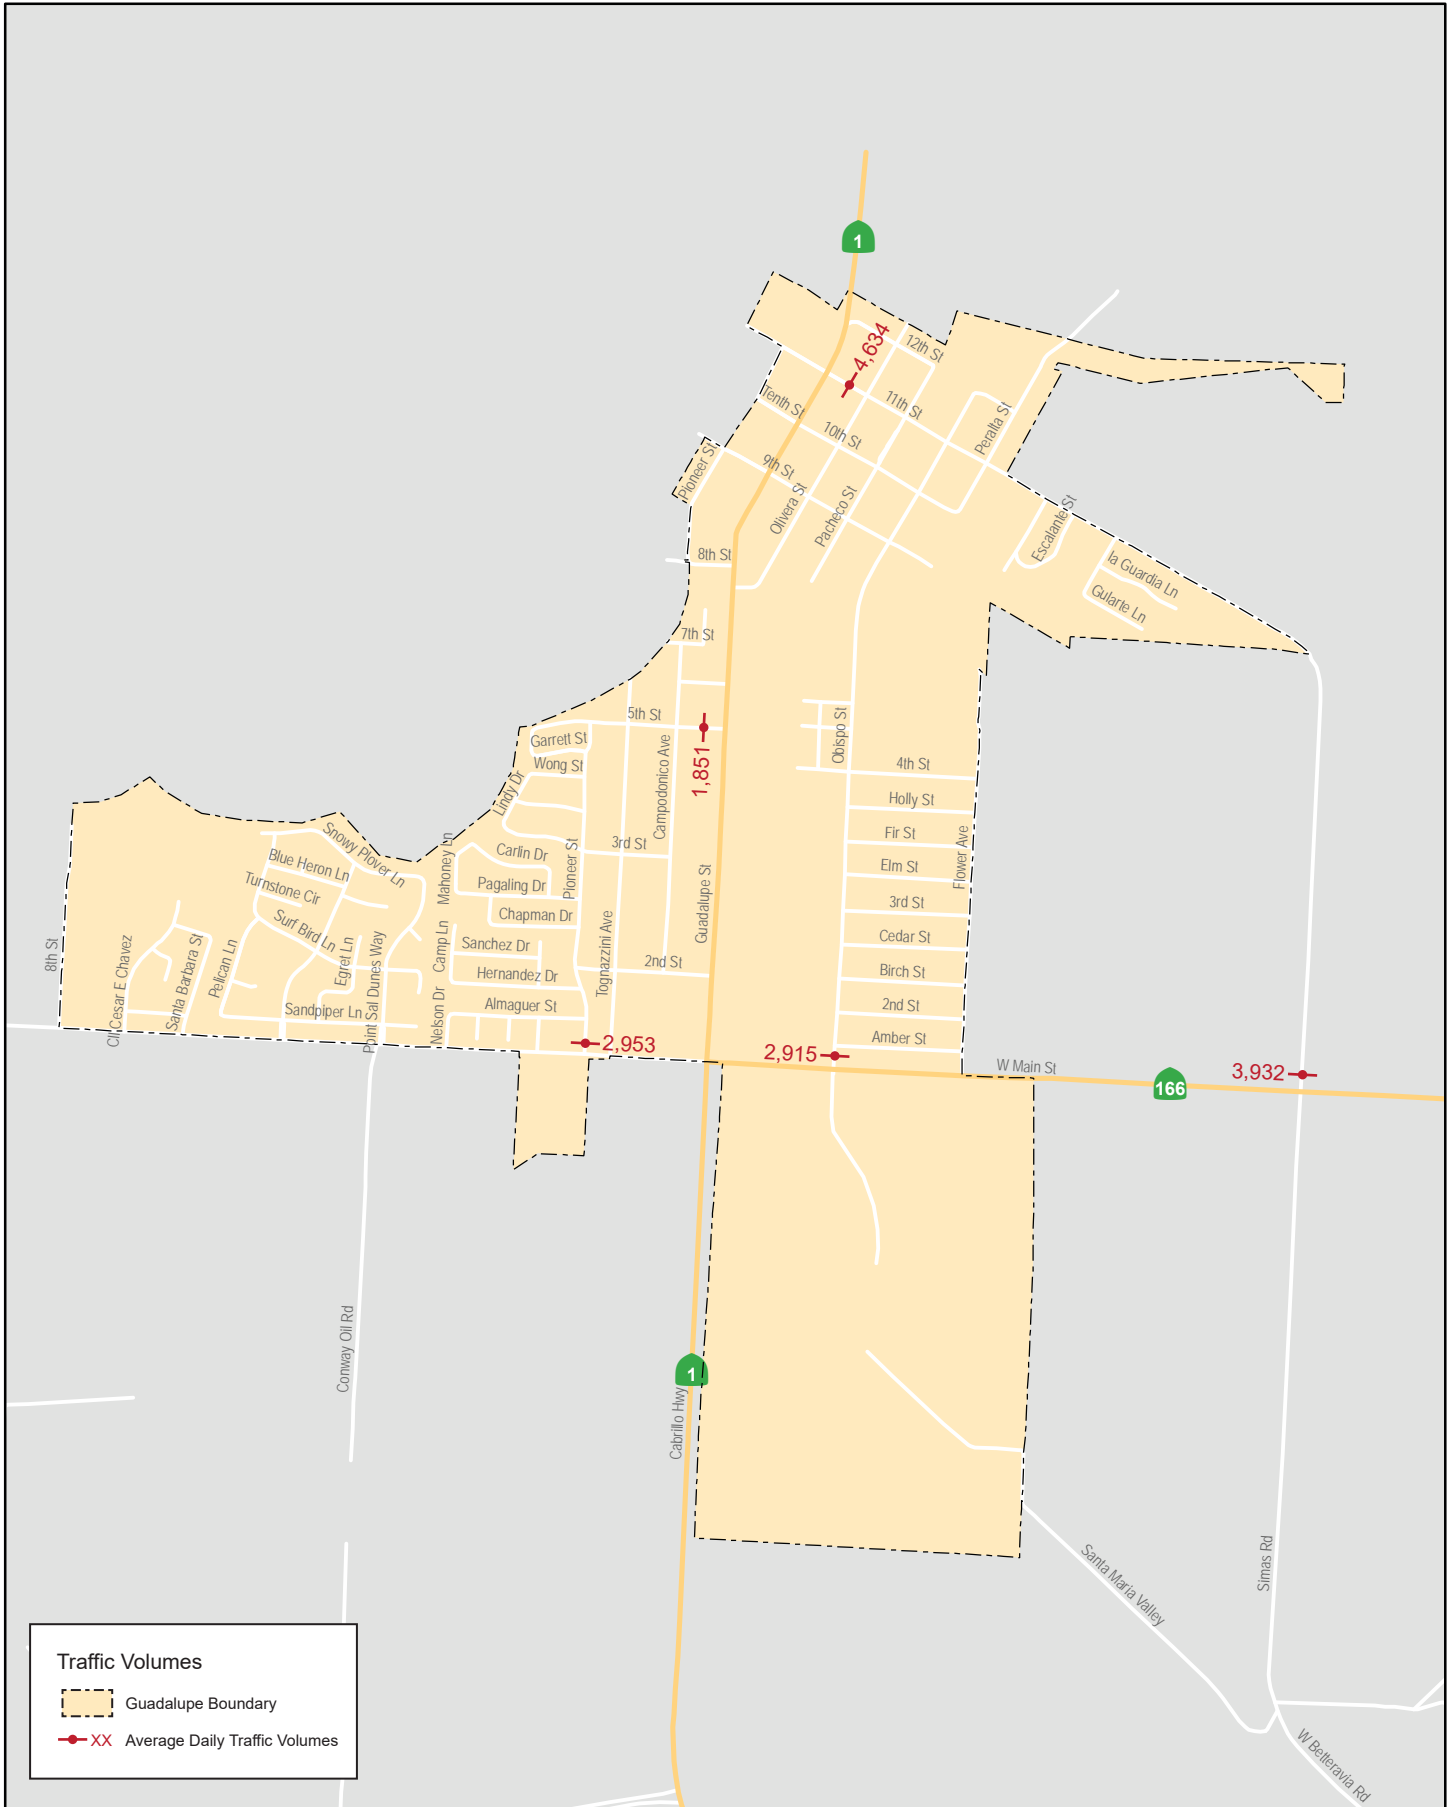 1
4,634
12th St
11th St
Tenth St
10th St
Peralta St
Pioneer St
9th St
Olivera St
Pacheco St
Escalante St
8th St
la Guardia Ln
Gularte Ln
7th St
5th St
Garrett St
Wong St
Lindy Dr
Campodonico Ave
1,851
Obispo St
4th St
Holly St
Fir St
Elm St
Flower Ave
3rd St
Cedar St
Birch St
2nd St
Amber St
Snowy Plover Ln
Blue Heron Ln
Turnstone Cir
Surf Bird Ln
Mahoney Ln
Carlin Dr
Pagaling Dr
Chapman Dr
Pioneer St
3rd St
Guadalupe St
8th St
Cll Cesar E Chavez
Santa Barbara St
Pelican Ln
Egret Ln
Point Sal Dunes Way
Camp Ln
Sanchez Dr
Hernandez Dr
Tognazzini Ave
2nd St
Sandpiper Ln
Nelson Dr
Almaguer St
2,953
2,915
W Main St
3,932
166
Conway Oil Rd
1
Cabrillo Hwy
Santa Maria Valley
Simas Rd
W Betteravia Rd
Traffic Volumes
Guadalupe Boundary
XX Average Daily Traffic Volumes